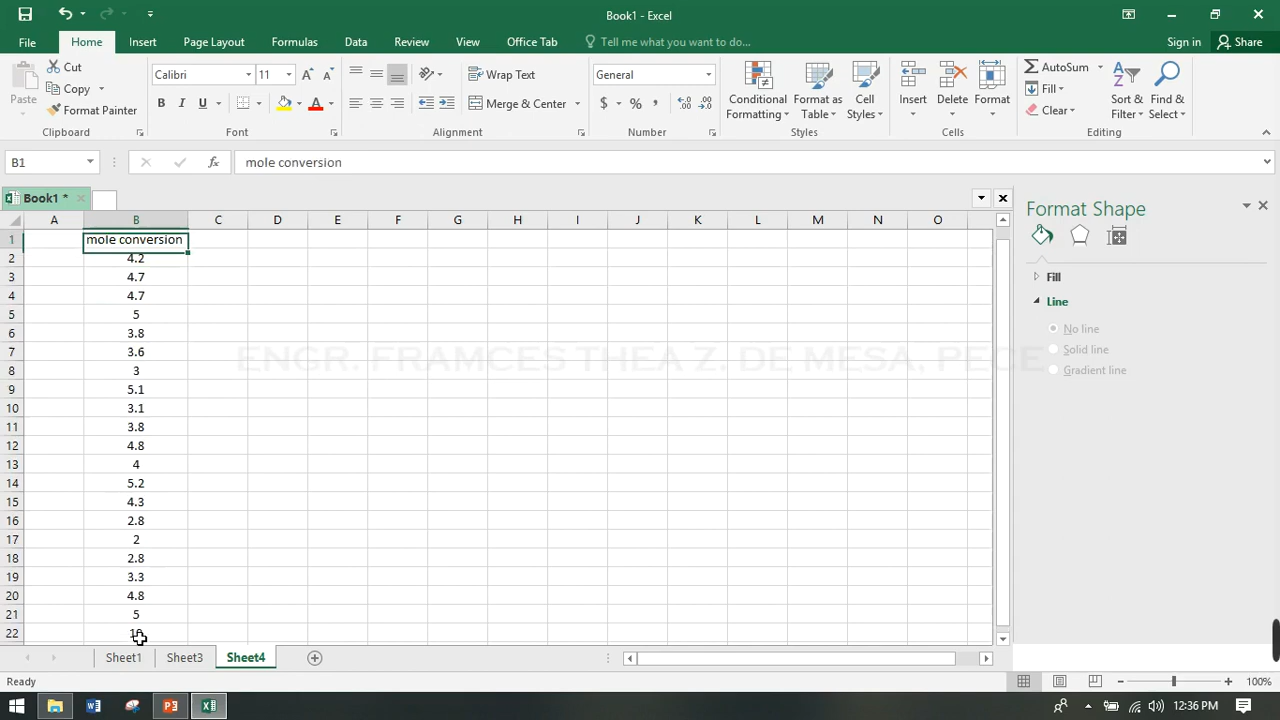 Book1 - Excel
File Home Insert Page Layout Formulas Data Review View Office Tab Tell me what you want to do... Sign in Share
Cut
Copy
Format Painter
Paste
Clipboard
Calibri 11
B I U
Font
Wrap Text
Merge & Center
Alignment
General
$ % ,
Number
Conditional Formatting
Format as Table
Cell Styles
Styles
Insert Delete Format
Cells
AutoSum
Fill
Clear
Sort & Filter
Find & Select
Editing
B1 fx mole conversion
Book1 *
A B C D E F G H I J K L M N O
1 mole conversion
2 4.2
3 4.7
4 4.7
5 5
6 3.8
7 3.6
8 3
9 5.1
10 3.1
11 3.8
12 4.8
13 4
14 5.2
15 4.3
16 2.8
17 2
18 2.8
19 3.3
20 4.8
21 5
22
ENGR. FRAMCES THEA Z. DE MESA, PECE
Format Shape
Fill
Line
No line
Solid line
Gradient line
Sheet1 Sheet3 Sheet4
Ready 100%
12:36 PM